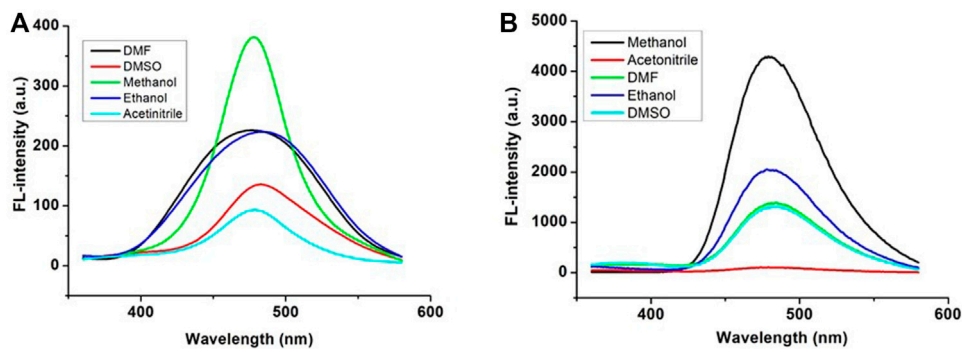 A
FL-intensity (a.u.)
400
300
200
100
0
DMF
DMSO
Methanol
Ethanol
Acetinitrile
400
500
600
Wavelength (nm)
B
FL-intensity (a.u.)
5000
4000
3000
2000
1000
0
Methanol
Acetonitrile
DMF
Ethanol
DMSO
400
500
600
Wavelength (nm)